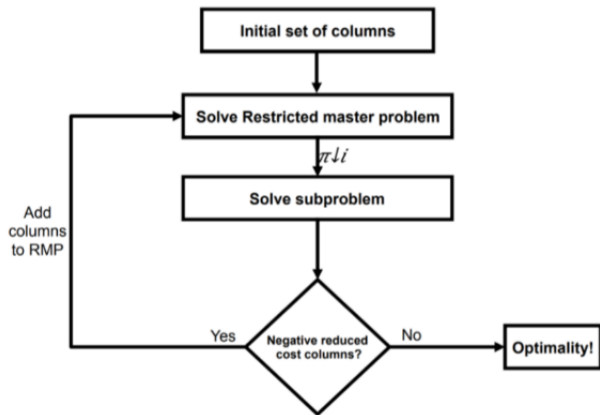 Initial set of columns
Solve Restricted master problem
π↓i
Solve subproblem
Add
columns
to RMP
Yes
Negative reduced
cost columns?
No
Optimality!